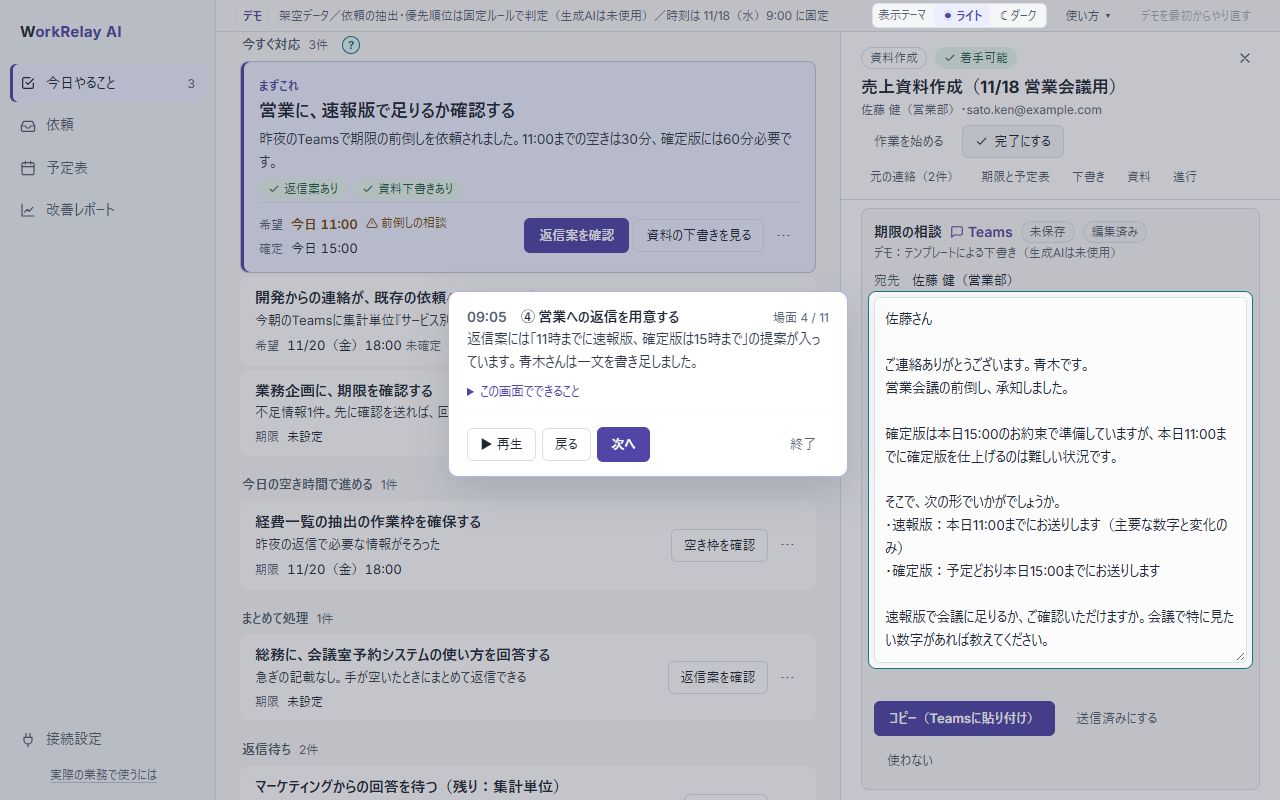 WorkRelay AI
今日やること 3
依頼
予定表
改善レポート
接続設定
実際の業務で使うには
デモ 架空データ／依頼の抽出・優先順位は固定ルールで判定（生成AIは未使用）／時刻は 11/18（水）9:00 に固定
表示テーマ ライト ダーク 使い方 ▾ デモを最初からやり直す
今すぐ対応 3件 ?
まずこれ
営業に、速報版で足りるか確認する
昨夜のTeamsで期限の前倒しを依頼されました。11:00までの空きは30分、確定版には60分必要で
す。
✓ 返信案あり ✓ 資料下書きあり
希望 今日 11:00 前倒しの相談
確定 今日 15:00
返信案を確認 資料の下書きを見る …
開発からの連絡が、既存の依頼
今朝のTeamsに集計単位『サービス別
希望 11/20（金）18:00 未確定
業務企画に、期限を確認する
不足情報1件。先に確認を送れば、回
期限 未設定
今日の空き時間で進める 1件
経費一覧の抽出の作業枠を確保する
昨夜の返信で必要な情報がそろった
期限 11/20（金）18:00
空き枠を確認 …
まとめて処理 1件
総務に、会議室予約システムの使い方を回答する
急ぎの記載なし。手が空いたときにまとめて返信できる
期限 未設定
返信案を確認 …
返信待ち 2件
マーケティングからの回答を待つ（残り：集計単位）
09:05 ④ 営業への返信を用意する 場面 4 / 11
返信案には「11時までに速報版、確定版は15時まで」の提案が入っ
ています。青木さんは一文を書き足しました。
▶ この画面でできること
▶ 再生 戻る 次へ 終了
資料作成 ✓ 着手可能 ×
売上資料作成（11/18 営業会議用）
佐藤 健（営業部）・sato.ken@example.com
作業を始める ✓ 完了にする
元の連絡（2件） 期限と予定表 下書き 資料 進行
期限の相談 Teams 未保存 編集済み
デモ：テンプレートによる下書き（生成AIは未使用）
宛先 佐藤 健（営業部）
佐藤さん
ご連絡ありがとうございます。青木です。
営業会議の前倒し、承知しました。
確定版は本日15:00のお約束で準備していますが、本日11:00ま
でに確定版を仕上げるのは難しい状況です。
そこで、次の形でいかがでしょうか。
・速報版：本日11:00までにお送りします（主要な数字と変化の
み）
・確定版：予定どおり本日15:00までにお送りします
速報版で会議に足りるか、ご確認いただけますか。会議で特に見た
い数字があれば教えてください。
コピー（Teamsに貼り付け） 送信済みにする
使わない